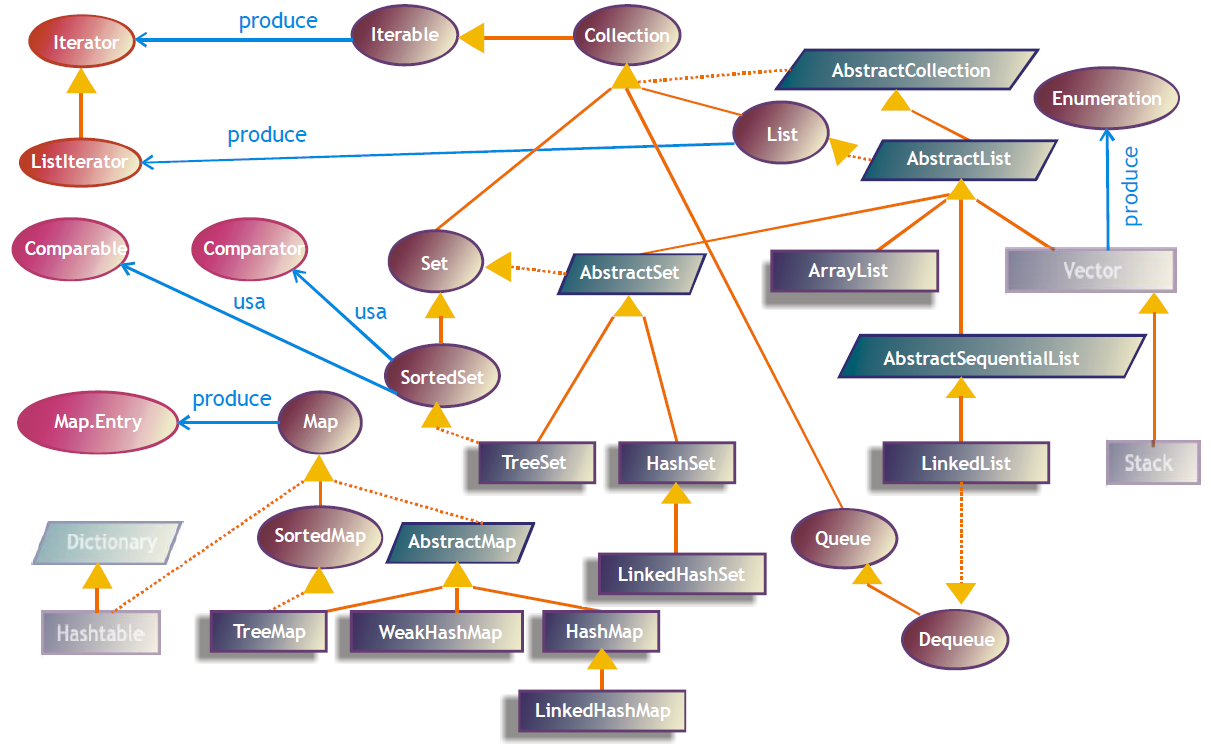 produce
Iterator
Iterable
Collection
AbstractCollection
Enumeration
produce
ListIterator
List
AbstractList
produce
Comparable
Comparator
Set
AbstractSet
ArrayList
Vector
usa
usa
SortedSet
AbstractSequentialList
produce
Map.Entry
Map
TreeSet
HashSet
LinkedList
Stack
Dictionary
SortedMap
AbstractMap
Queue
LinkedHashSet
Hashtable
TreeMap
WeakHashMap
HashMap
Dequeue
LinkedHashMap